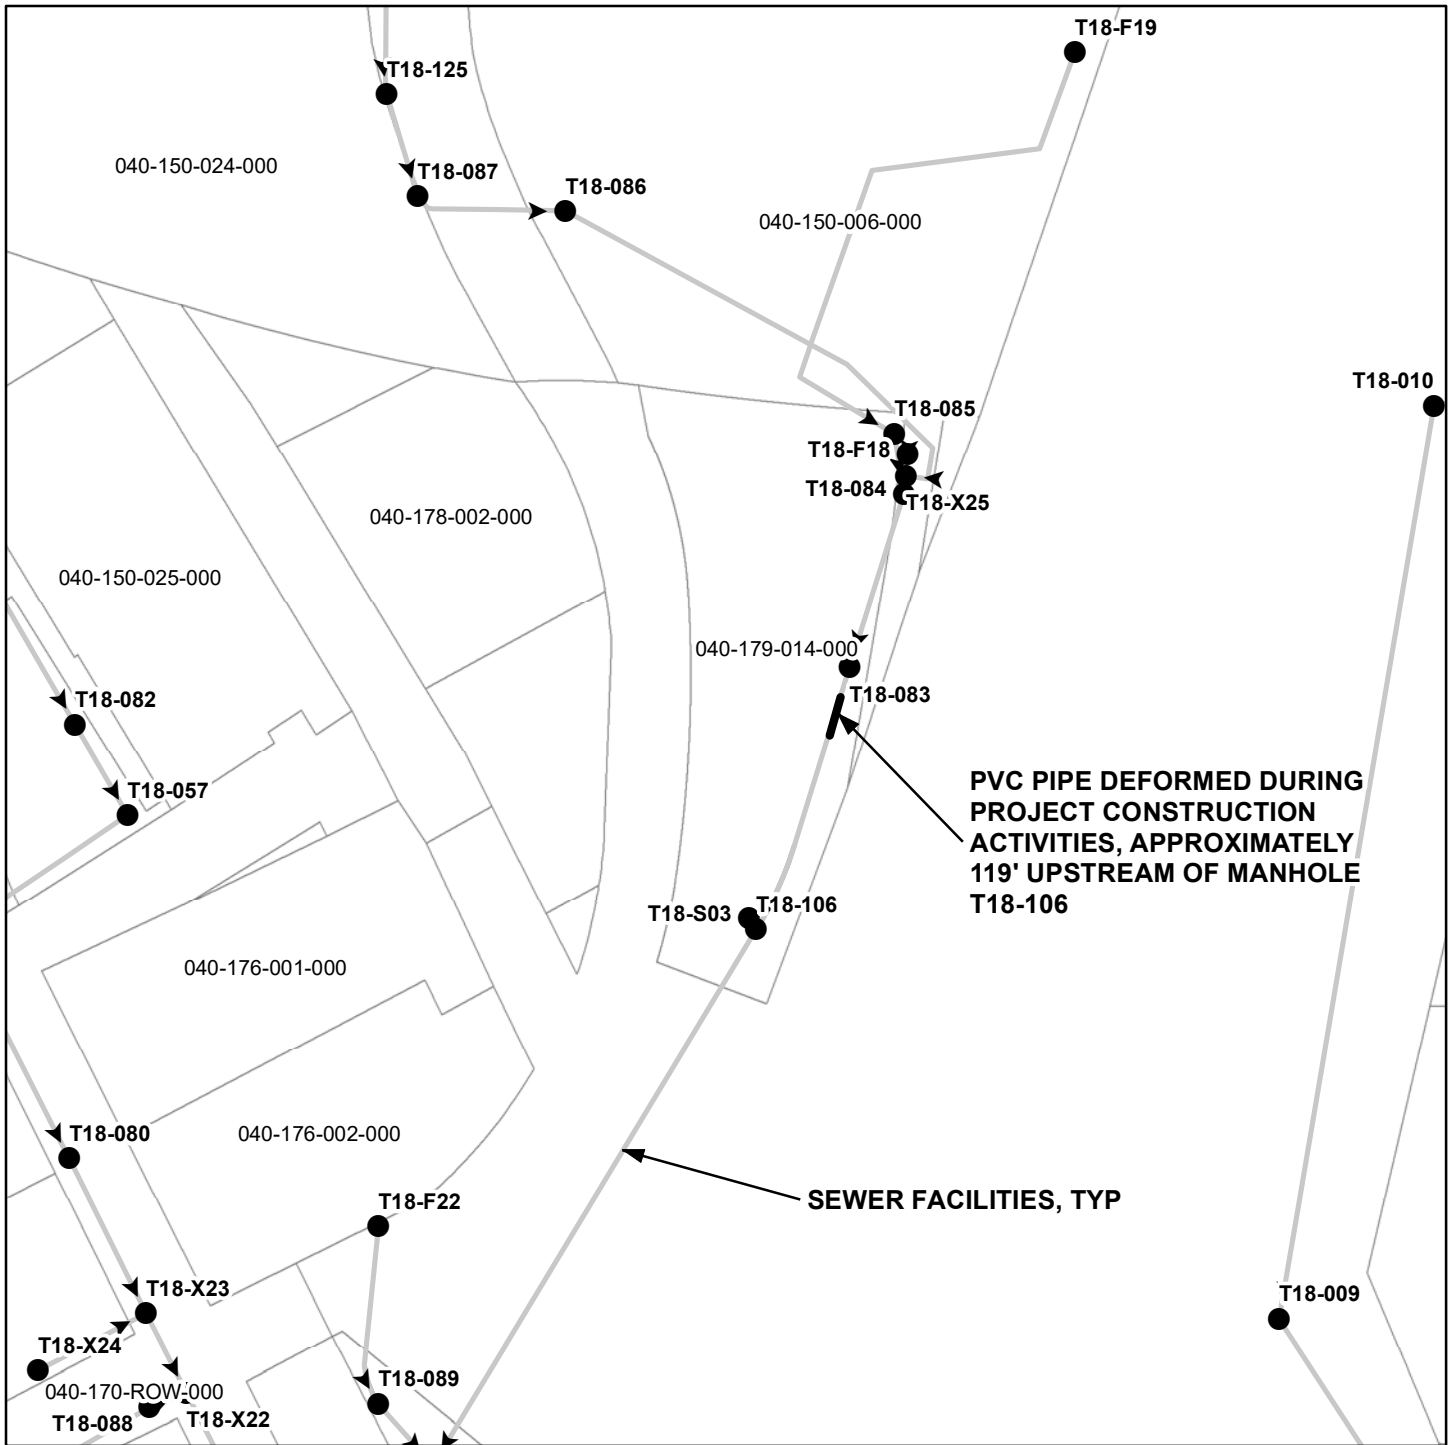 T18-F19
T18-125
040-150-024-000
T18-087
T18-086
040-150-006-000
T18-010
T18-085
T18-F18
T18-084
T18-X25
040-178-002-000
040-150-025-000
040-179-014-000
T18-083
T18-082
T18-057
PVC PIPE DEFORMED DURING
PROJECT CONSTRUCTION
ACTIVITIES, APPROXIMATELY
119' UPSTREAM OF MANHOLE
T18-106
T18-S03
T18-106
040-176-001-000
T18-080
040-176-002-000
SEWER FACILITIES, TYP
T18-F22
T18-X23
T18-009
T18-X24
T18-089
040-170-ROW-000
T18-088
T18-X22